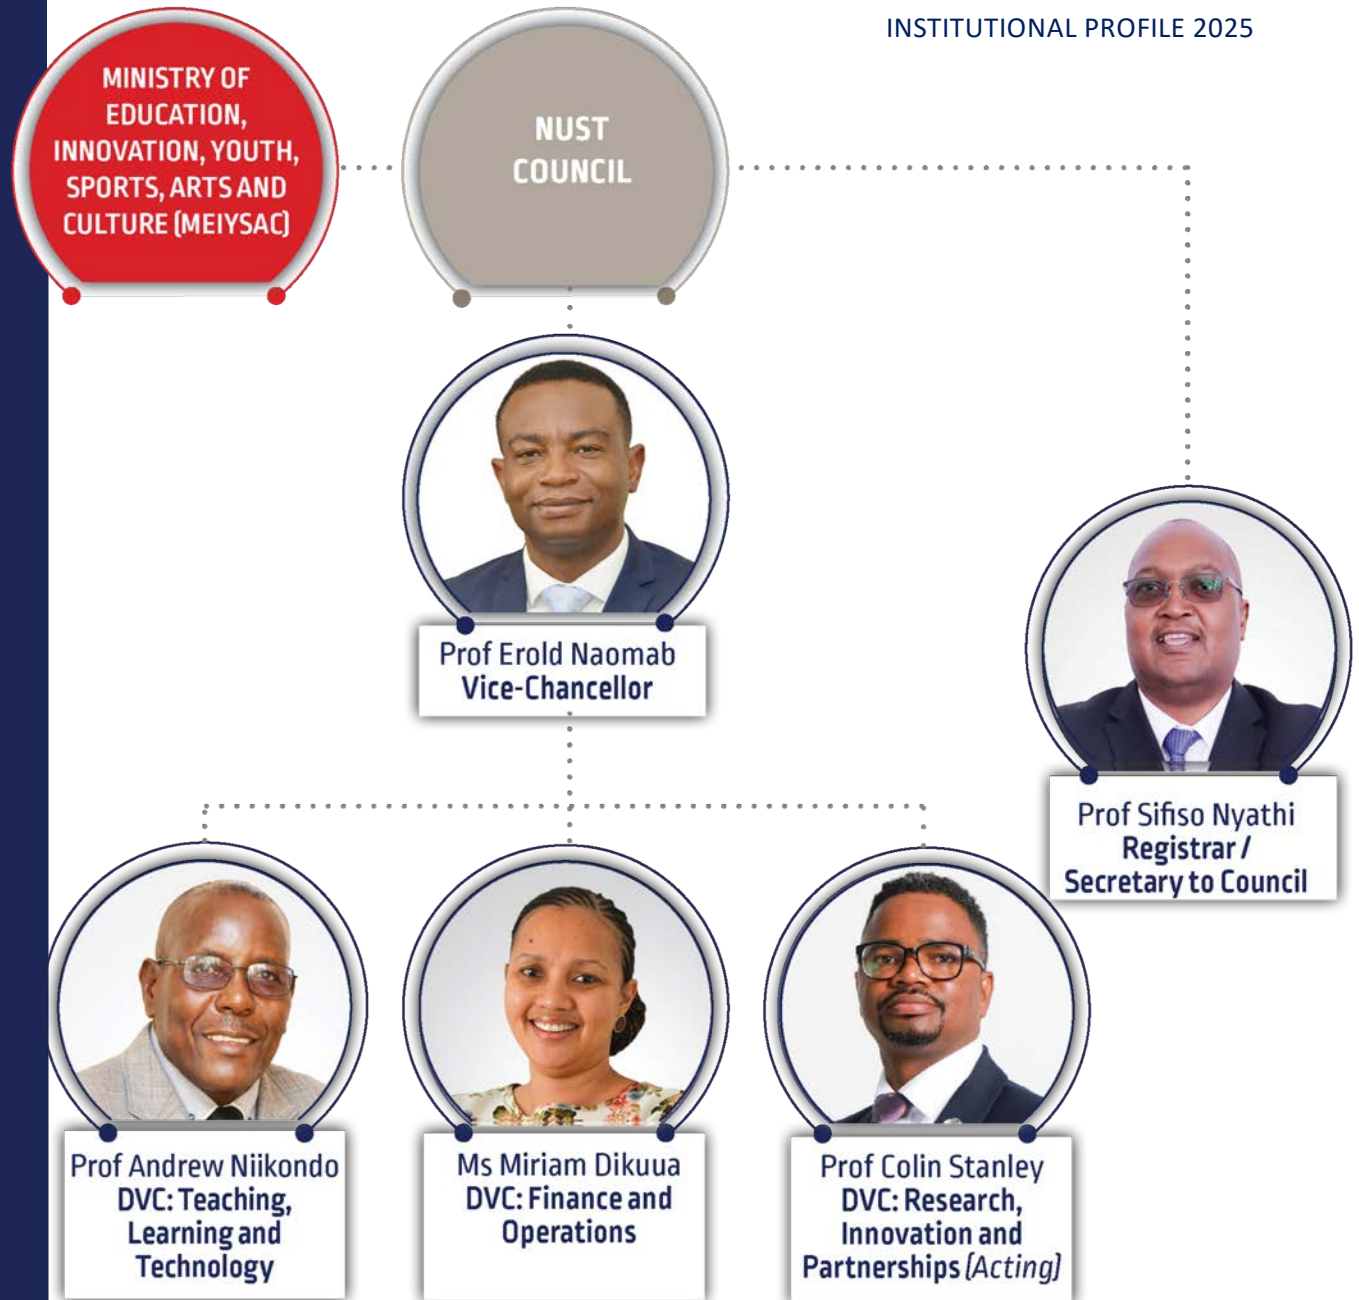 INSTITUTIONAL PROFILE 2025
MINISTRY OF
EDUCATION,
INNOVATION, YOUTH,
SPORTS, ARTS AND
CULTURE (MEIYSAC)
NUST
COUNCIL
Prof Erold Naomab
Vice-Chancellor
Prof Sifiso Nyathi
Registrar /
Secretary to Council
Prof Andrew Niikondo
DVC: Teaching,
Learning and
Technology
Ms Miriam Dikuua
DVC: Finance and
Operations
Prof Colin Stanley
DVC: Research,
Innovation and
Partnerships (Acting)